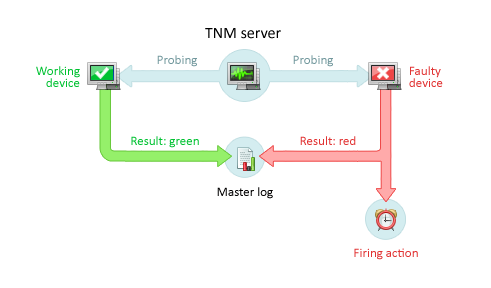 TNM server
Probing
Probing
Working
device
Faulty
device
Result: green
Result: red
Master log
Firing action